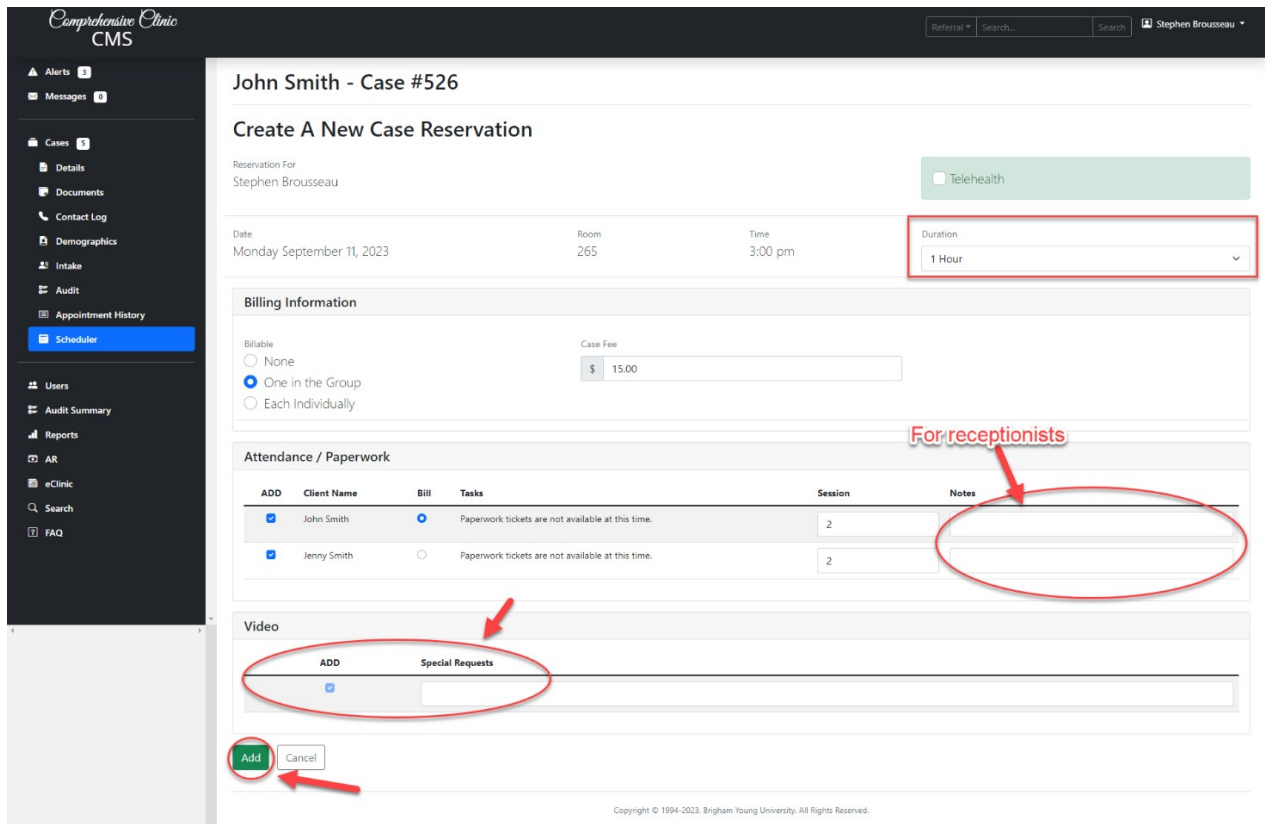 Comprehensive Clinic
CMS
Referral Search... Search Stephen Brousseau
Alerts 3
Messages 0
Cases 5
Details
Documents
Contact Log
Demographics
Intake
Audit
Appointment History
Scheduler
Users
Audit Summary
Reports
AR
eClinic
Search
FAQ
John Smith - Case #526
Create A New Case Reservation
Reservation For
Stephen Brousseau
Telehealth
Date Room Time Duration
Monday September 11, 2023 265 3:00 pm 1 Hour
Billing Information
Billable Case Fee
None
$ 15.00
One in the Group
Each Individually
For receptionists
Attendance / Paperwork
ADD Client Name Bill Tasks Session Notes
John Smith Paperwork tickets are not available at this time. 2
Jenny Smith Paperwork tickets are not available at this time. 2
Video
ADD Special Requests
Add Cancel
Copyright © 1994-2023. Brigham Young University. All Rights Reserved.